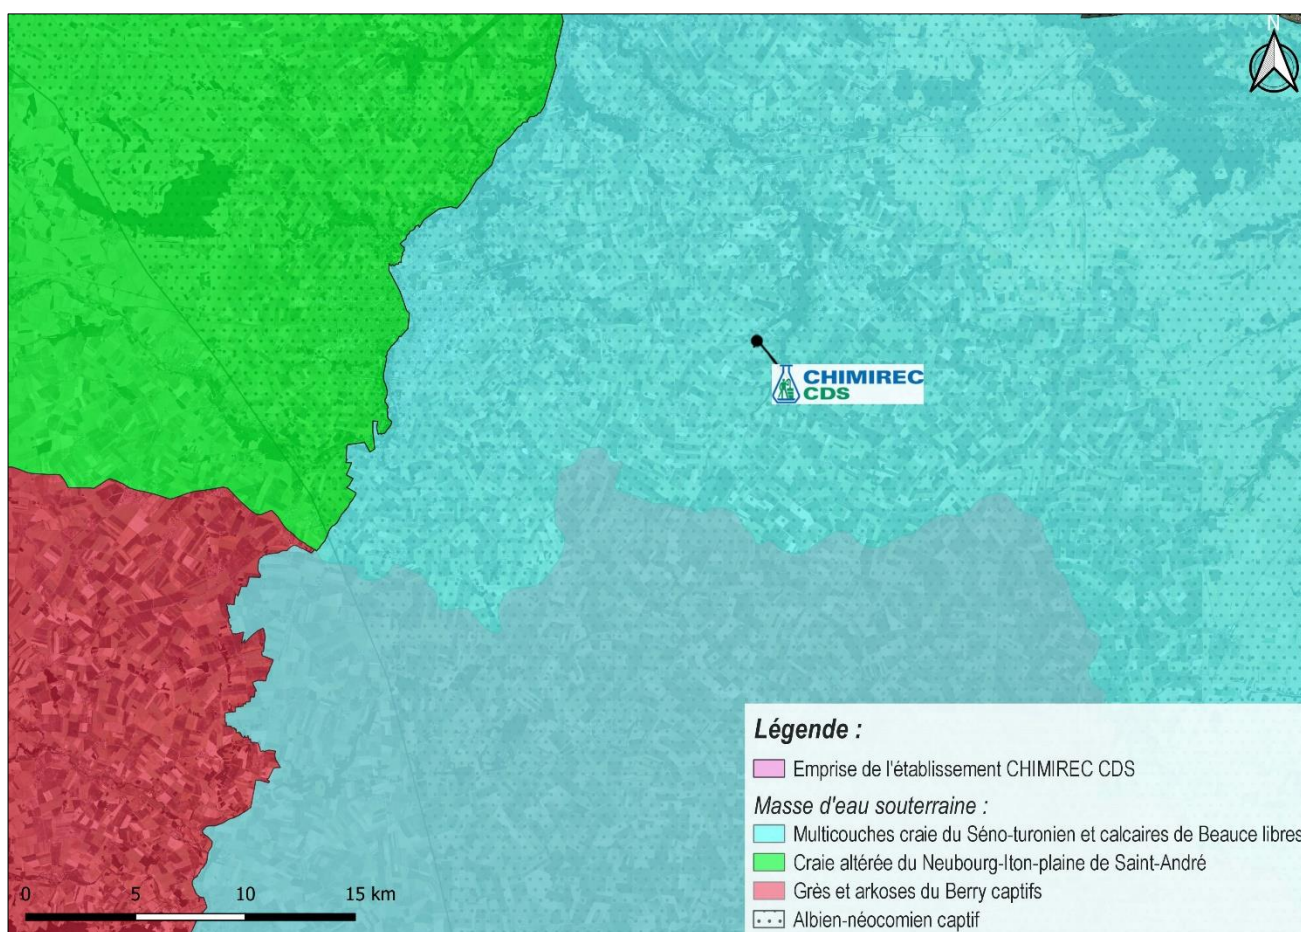 N
CHIMIREC
CDS
Légende :
Emprise de l'établissement CHIMIREC CDS
Masse d'eau souterraine :
Multicouches craie du Séno-turonien et calcaires de Beauce libres
Craie altérée du Neubourg-Iton-plaine de Saint-André
Grès et arkoses du Berry captifs
Albien-néocomien captif
0 5 10 15 km